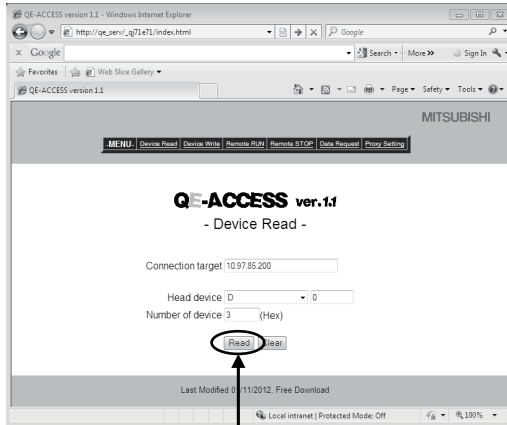 QE-ACCESS version 1.1 - Windows Internet Explorer
http://qe_serv/_qj71e71/index.html
Google
Google
Search
More >>
Sign In
Favorites
Web Slice Gallery
QE-ACCESS version 1.1
Page
Safety
Tools
MITSUBISHI
-MENU- Device Read Device Write Remote RUN Remote STOP Data Request Proxy Setting
QE-ACCESS ver.1.1
- Device Read -
Connection target 10.97.85.200
Head device D 0
Number of device 3 (Hex)
Read Clear
Last Modified /11/2012, Free Download
Local intranet | Protected Mode: Off
100%